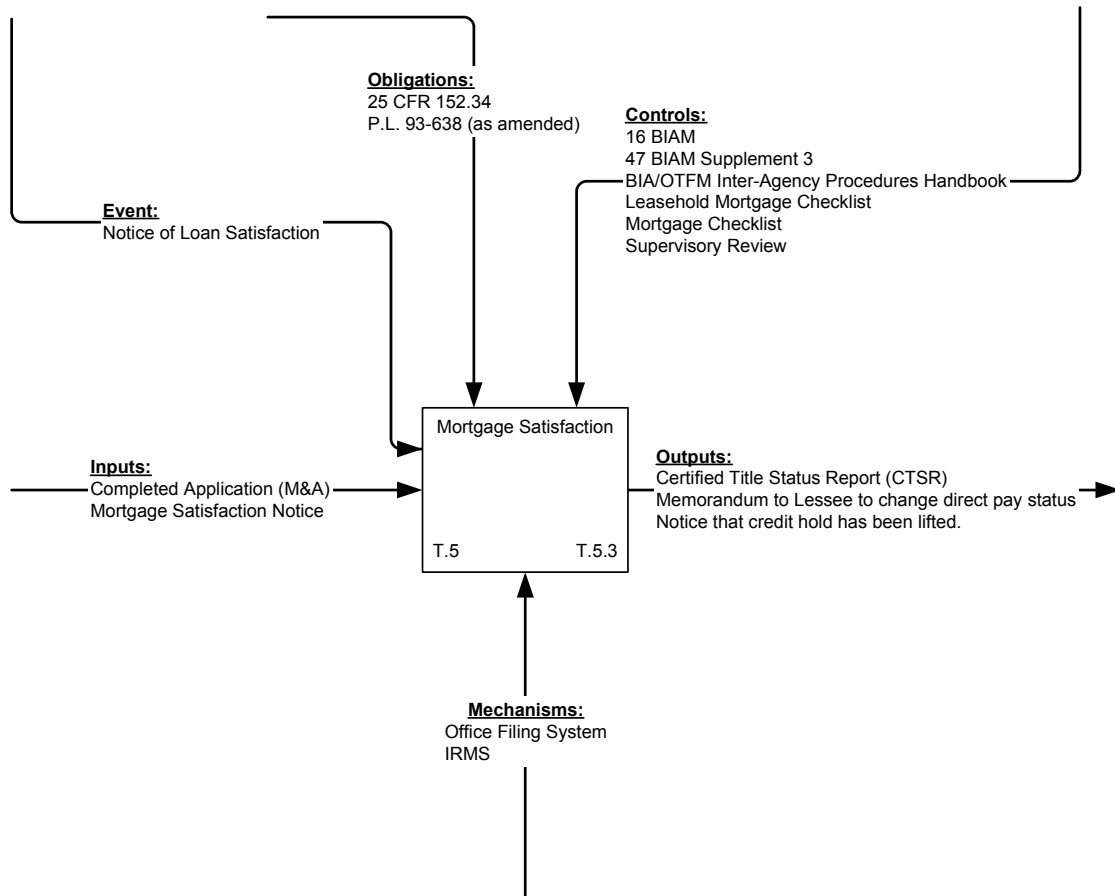 Obligations:
25 CFR 152.34
P.L. 93-638 (as amended)
Controls:
16 BIAM
47 BIAM Supplement 3
BIA/OTFM Inter-Agency Procedures Handbook
Leasehold Mortgage Checklist
Mortgage Checklist
Supervisory Review
Event:
Notice of Loan Satisfaction
Mortgage Satisfaction
T.5 T.5.3
Inputs:
Completed Application (M&A)
Mortgage Satisfaction Notice
Outputs:
Certified Title Status Report (CTSR)
Memorandum to Lessee to change direct pay status
Notice that credit hold has been lifted.
Mechanisms:
Office Filing System
IRMS